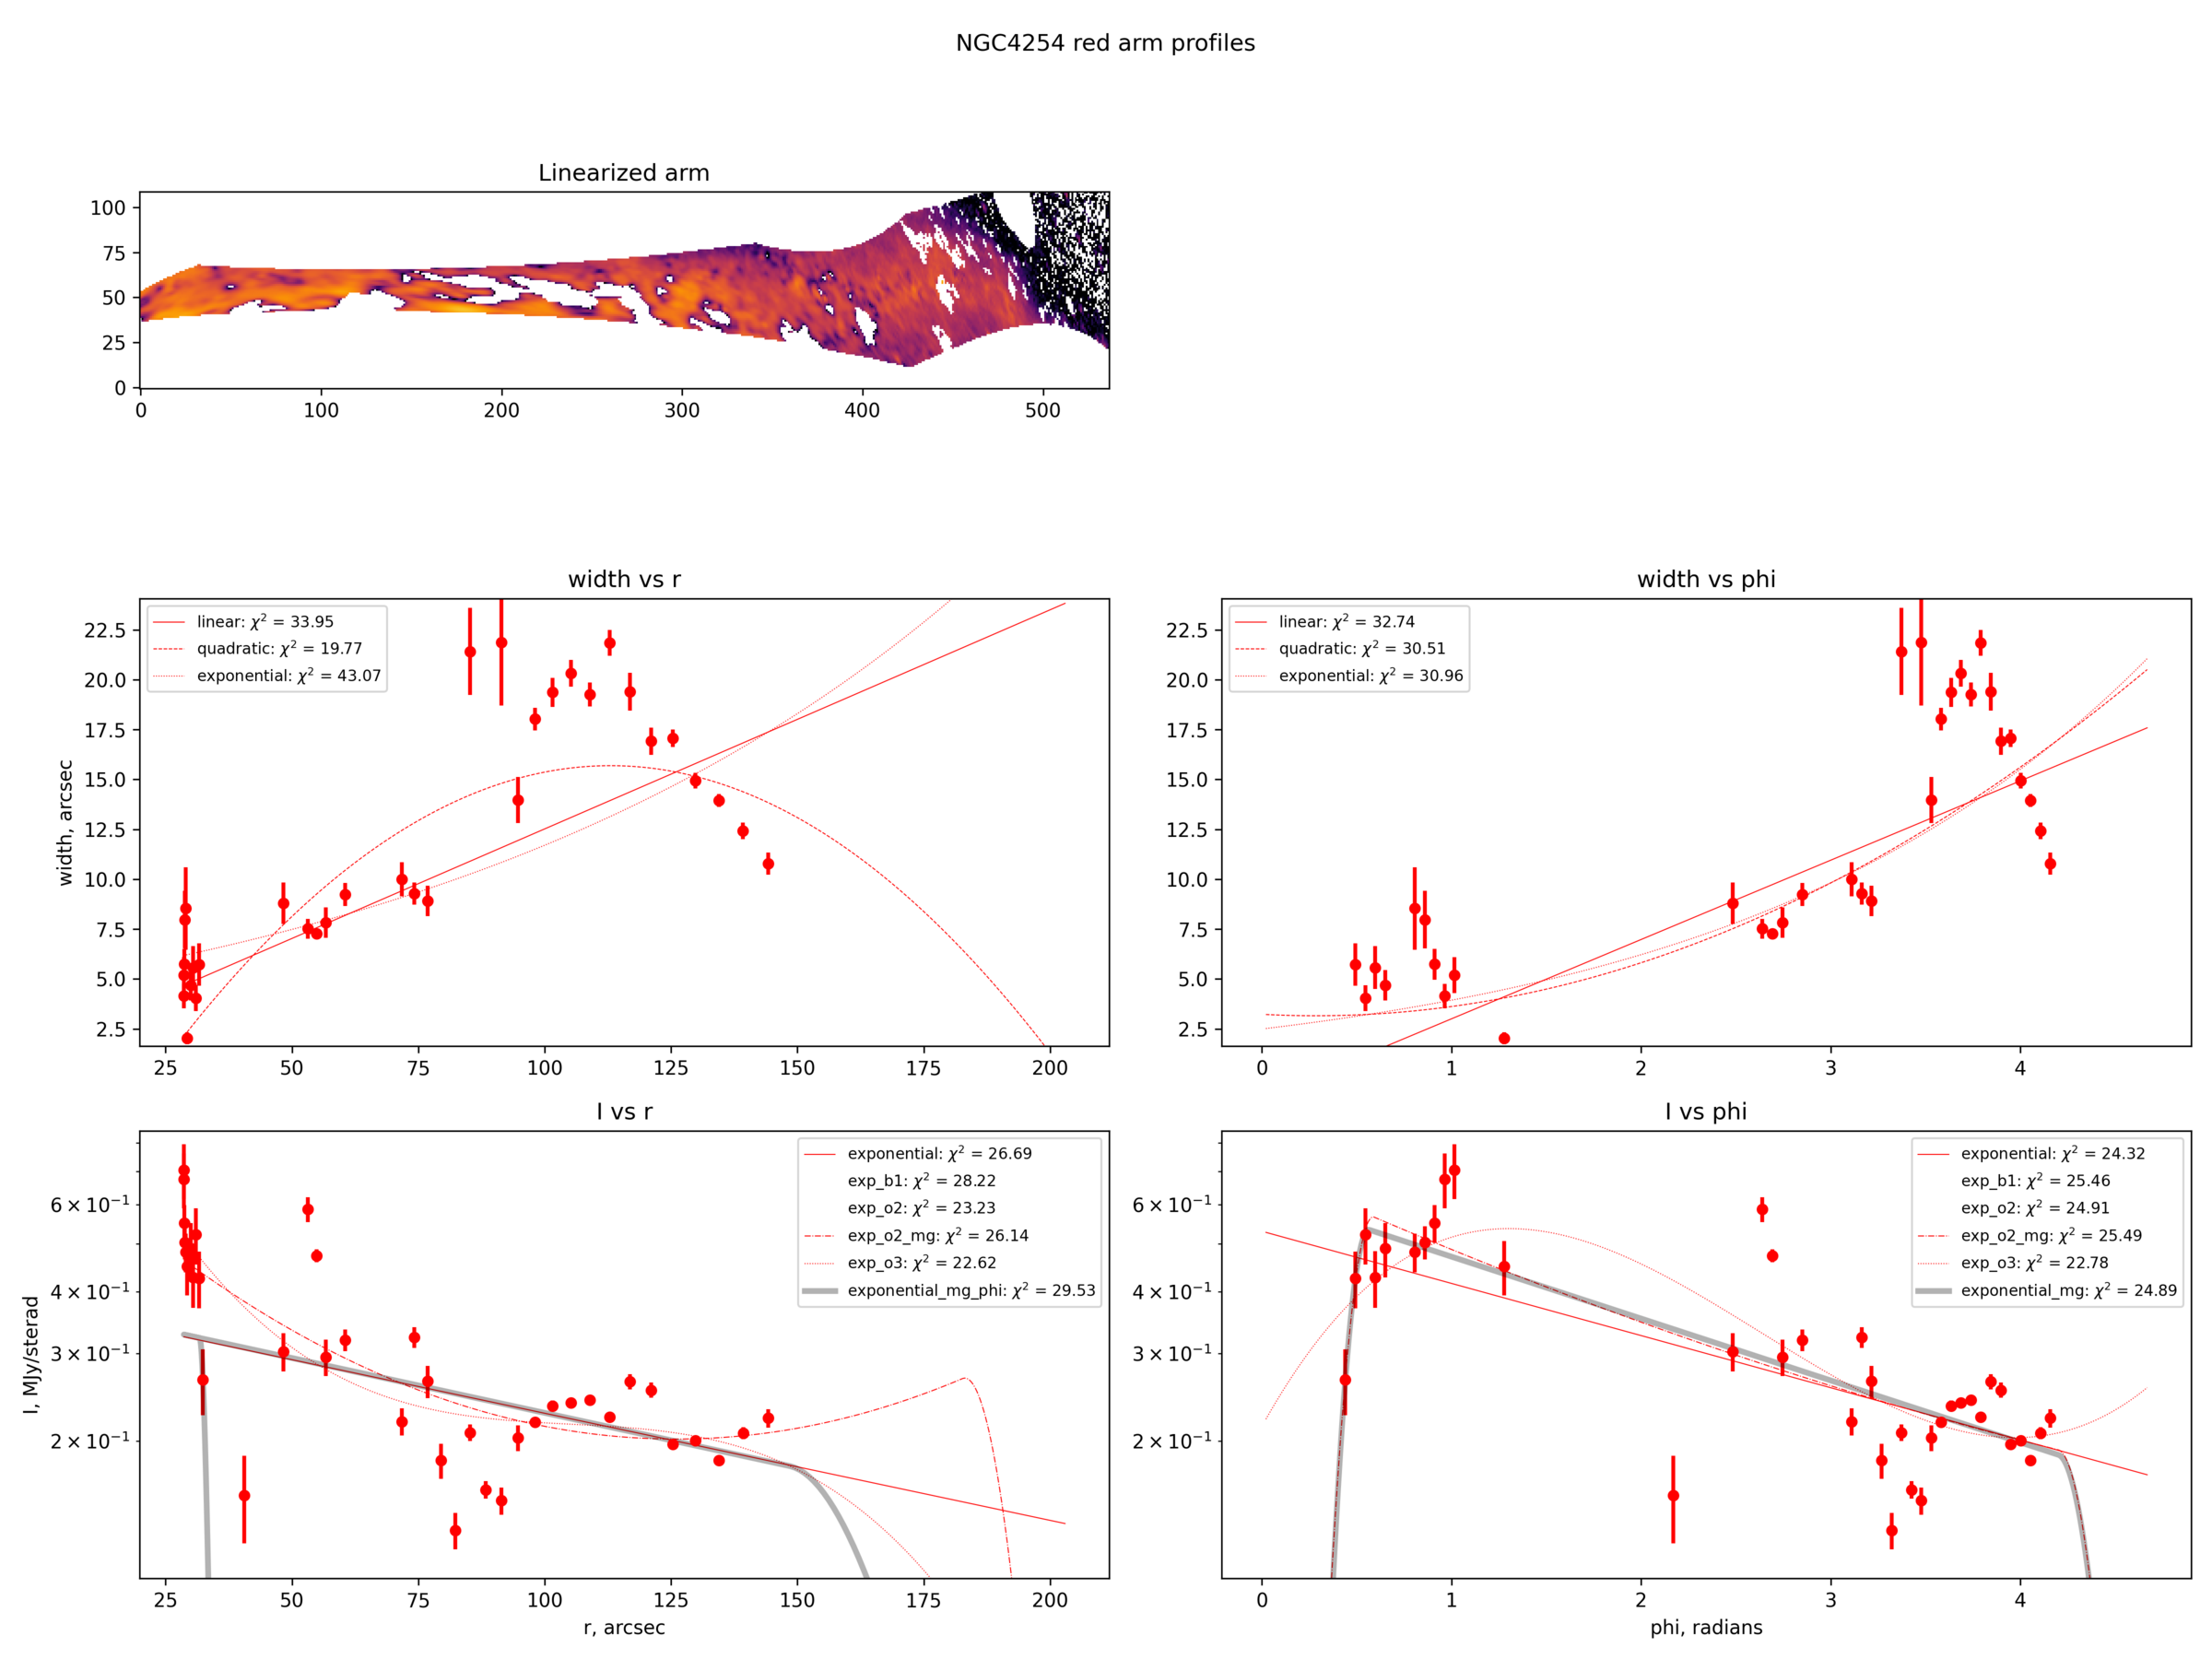 NGC4254 red arm profiles
Linearized arm
100
75
50
25
0
0 100 200 300 400 500
width vs r
width, arcsec
22.5
20.0
17.5
15.0
12.5
10.0
7.5
5.0
2.5
linear: χ² = 33.95
quadratic: χ² = 19.77
exponential: χ² = 43.07
25 50 75 100 125 150 175 200
width vs phi
22.5
20.0
17.5
15.0
12.5
10.0
7.5
5.0
2.5
linear: χ² = 32.74
quadratic: χ² = 30.51
exponential: χ² = 30.96
0 1 2 3 4
I vs r
I, MJy/sterad
6 × 10⁻¹
4 × 10⁻¹
3 × 10⁻¹
2 × 10⁻¹
exponential: χ² = 26.69
exp_b1: χ² = 28.22
exp_o2: χ² = 23.23
exp_o2_mg: χ² = 26.14
exp_o3: χ² = 22.62
exponential_mg_phi: χ² = 29.53
25 50 75 100 125 150 175 200
r, arcsec
I vs phi
6 × 10⁻¹
4 × 10⁻¹
3 × 10⁻¹
2 × 10⁻¹
exponential: χ² = 24.32
exp_b1: χ² = 25.46
exp_o2: χ² = 24.91
exp_o2_mg: χ² = 25.49
exp_o3: χ² = 22.78
exponential_mg: χ² = 24.89
0 1 2 3 4
phi, radians